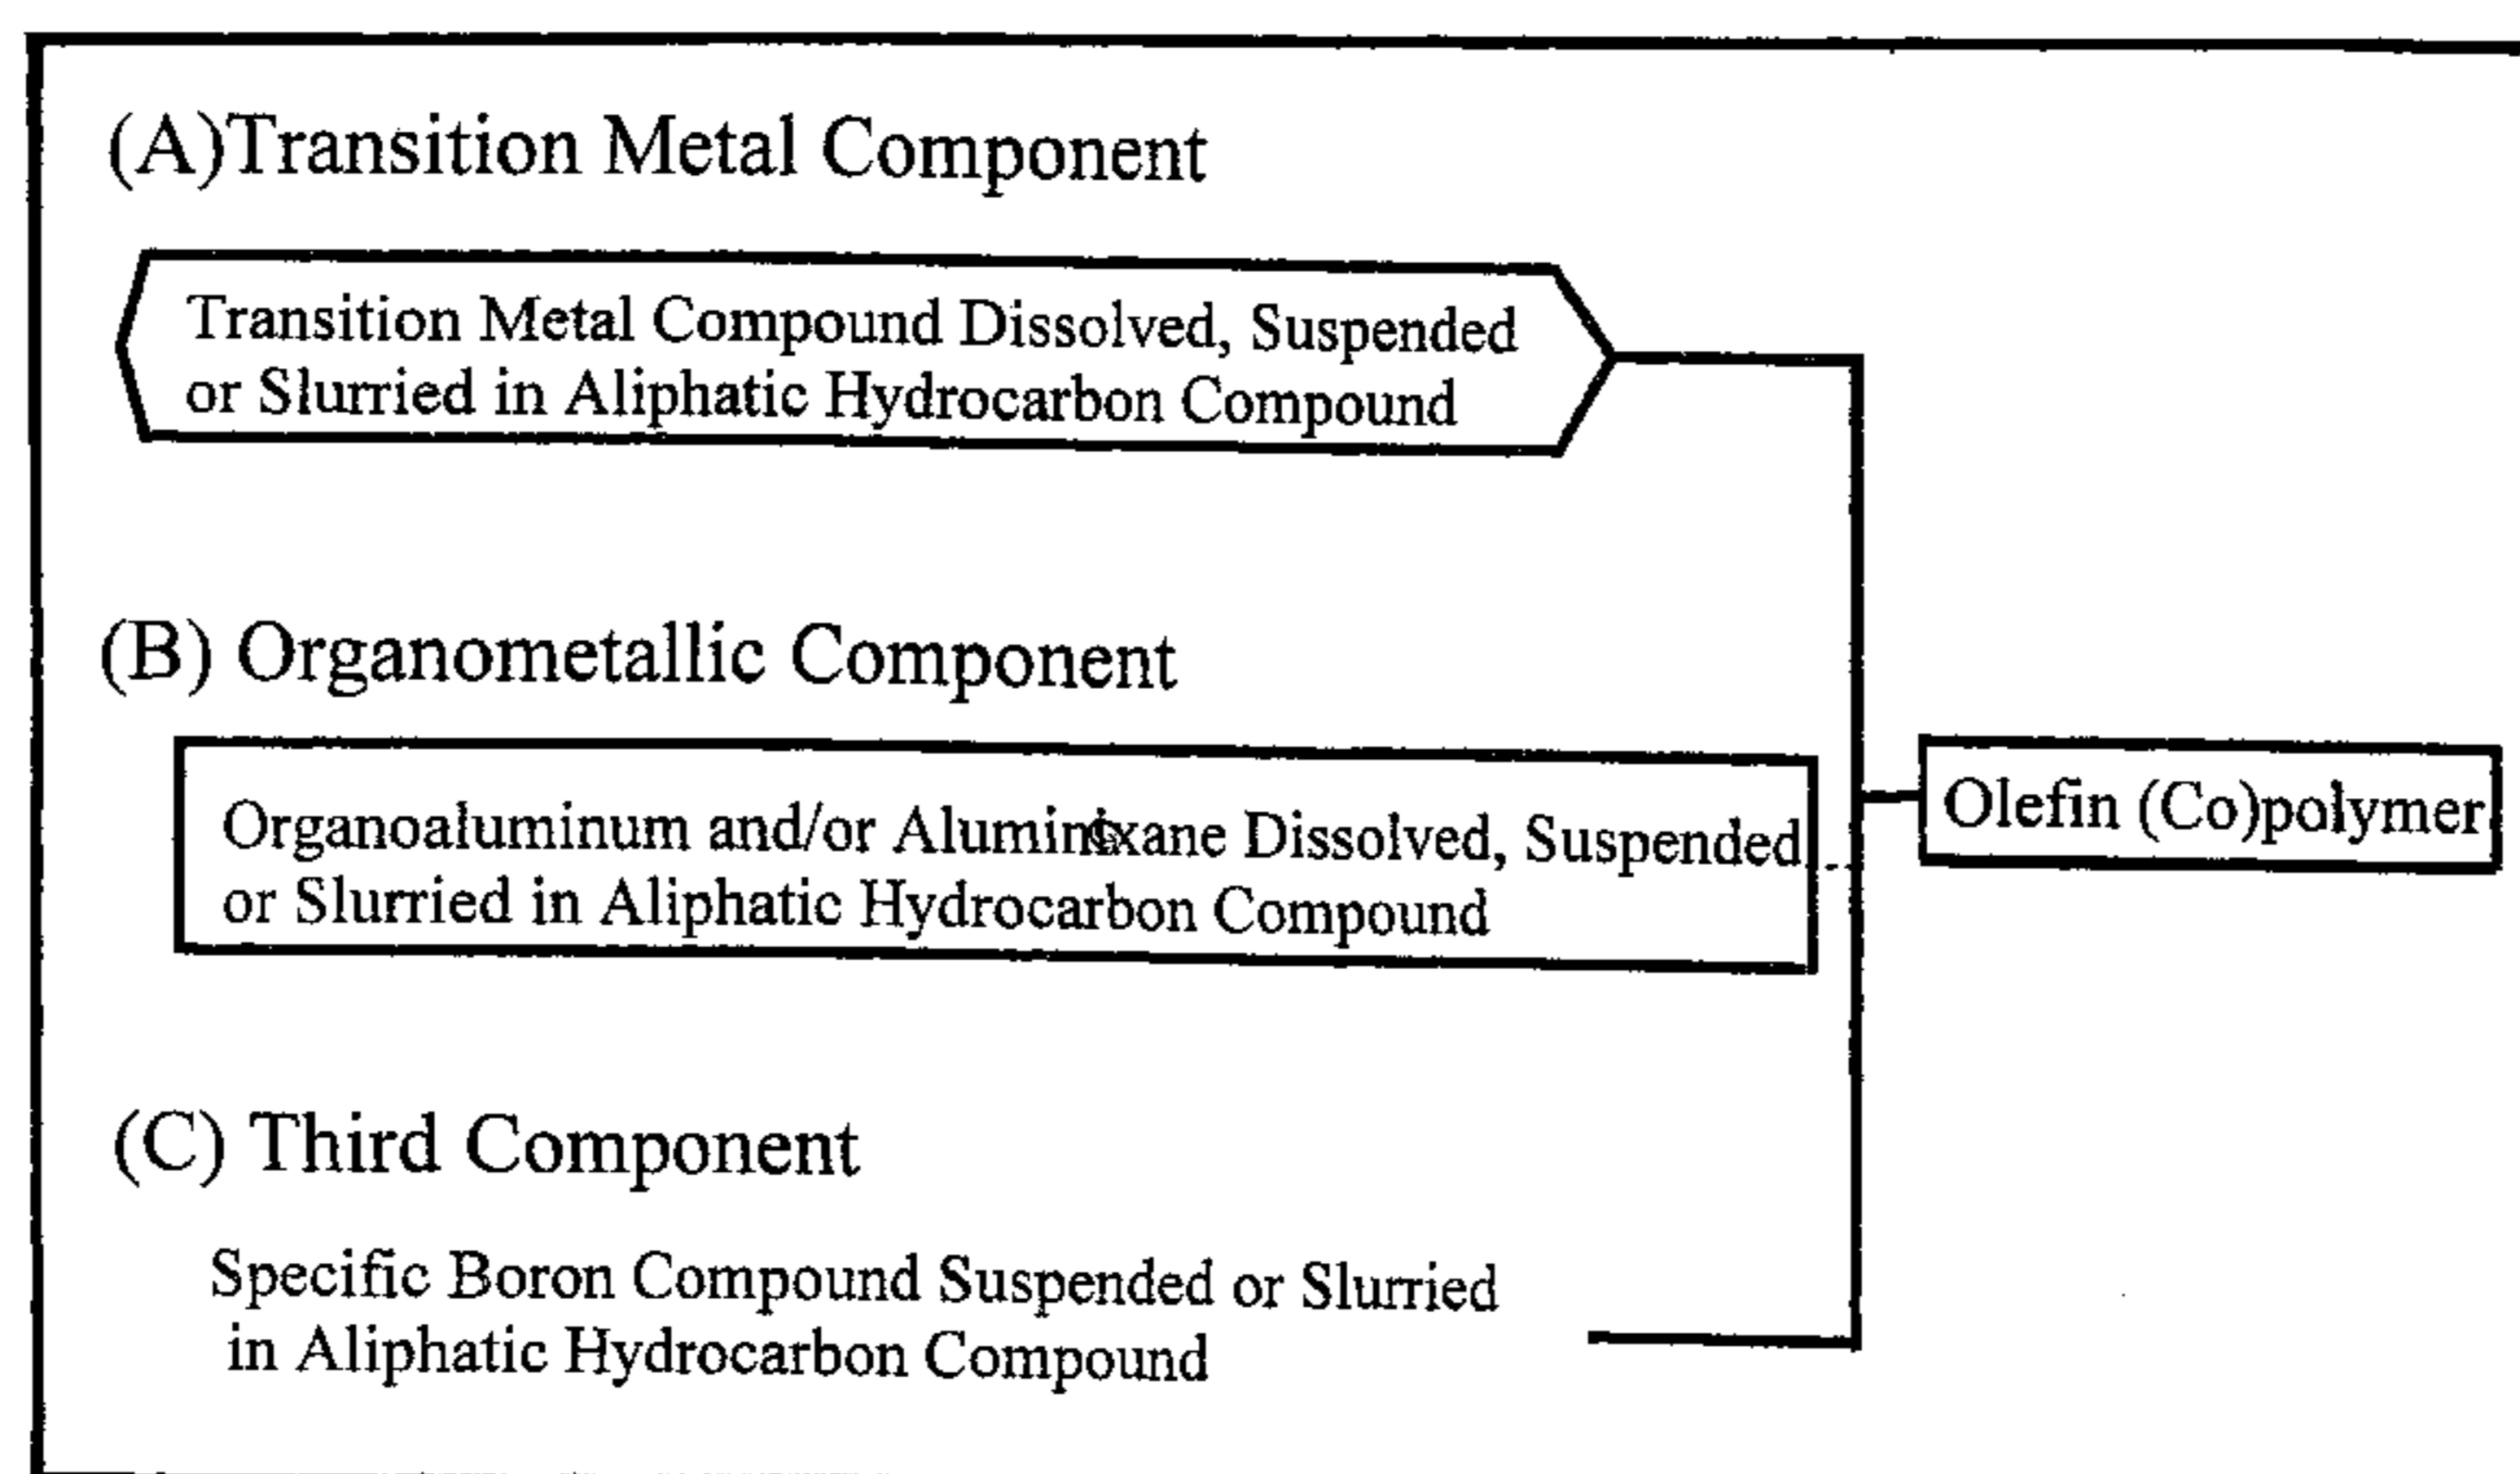 (A)Transition Metal Component
Transition Metal Compound Dissolved, Suspended
or Slurried in Aliphatic Hydrocarbon Compound
(B) Organometallic Component
Organoaluminum and/or Aluminoxane Dissolved, Suspended
or Slurried in Aliphatic Hydrocarbon Compound
Olefin (Co)polymer
(C) Third Component
Specific Boron Compound Suspended or Slurried
in Aliphatic Hydrocarbon Compound